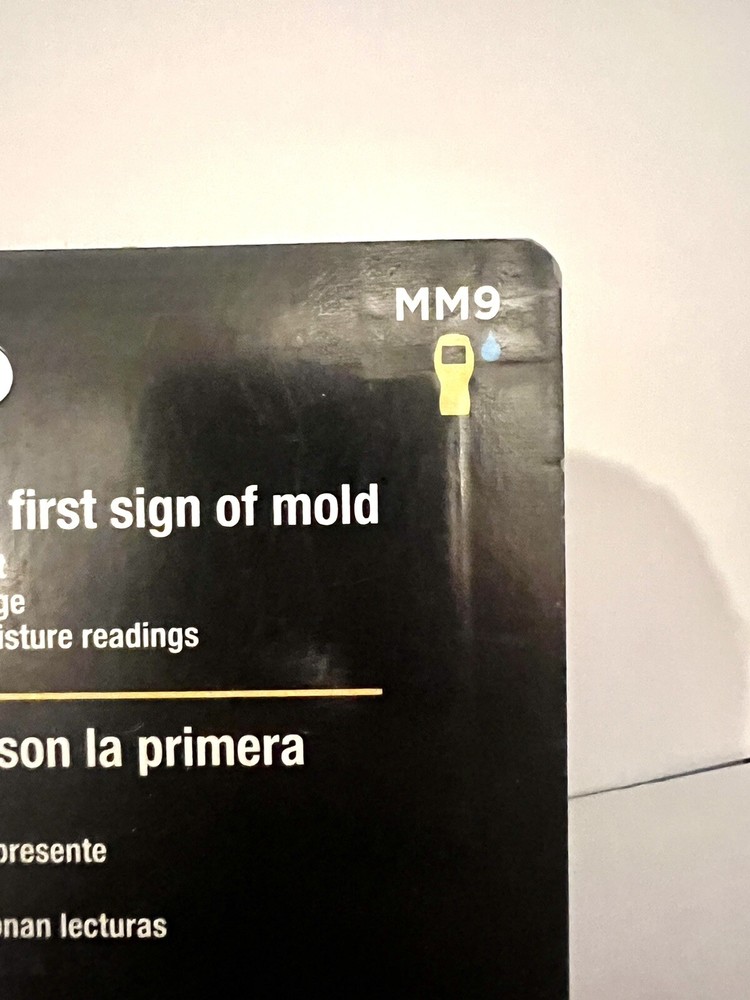 MM9
first sign of mold
ge
isture readings
son la primera
presente
onan lecturas